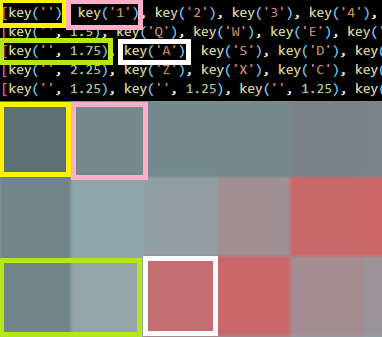 [key(''), key('1'), key('2'), key('3'), key('4'),
[key('', 1.5), key('Q'), key('W'), key('E'), key
[key('', 1.75), key('A'), key('S'), key('D'), key
[key('', 2.25), key('Z'), key('X'), key('C'), key
[key('', 1.25), key('', 1.25), key('', 1.25), key